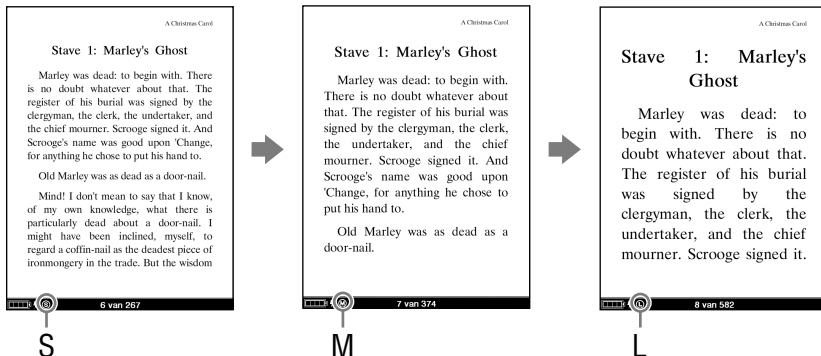 A Christmas Carol
Stave 1: Marley's Ghost
Marley was dead: to begin with. There
is no doubt whatever about that. The
register of his burial was signed by the
clergyman, the clerk, the undertaker, and
the chief mourner. Scrooge signed it. And
Scrooge's name was good upon 'Change,
for anything he chose to put his hand to.
Old Marley was as dead as a door-nail.
Mind! I don't mean to say that I know,
of my own knowledge, what there is
particularly dead about a door-nail. I
might have been inclined, myself, to
regard a coffin-nail as the deadest piece of
ironmongery in the trade. But the wisdom
S
6 van 267
S
A Christmas Carol
Stave 1: Marley's Ghost
Marley was dead: to begin with.
There is no doubt whatever about
that. The register of his burial was
signed by the clergyman, the clerk,
the undertaker, and the chief
mourner. Scrooge signed it. And
Scrooge's name was good upon
'Change, for anything he chose to
put his hand to.
Old Marley was as dead as a
door-nail.
M
7 van 374
M
A Christmas Carol
Stave 1: Marley's
Ghost
Marley was dead: to
begin with. There is no
doubt whatever about that.
The register of his burial
was signed by the
clergyman, the clerk, the
undertaker, and the chief
mourner. Scrooge signed it.
L
8 van 582
L